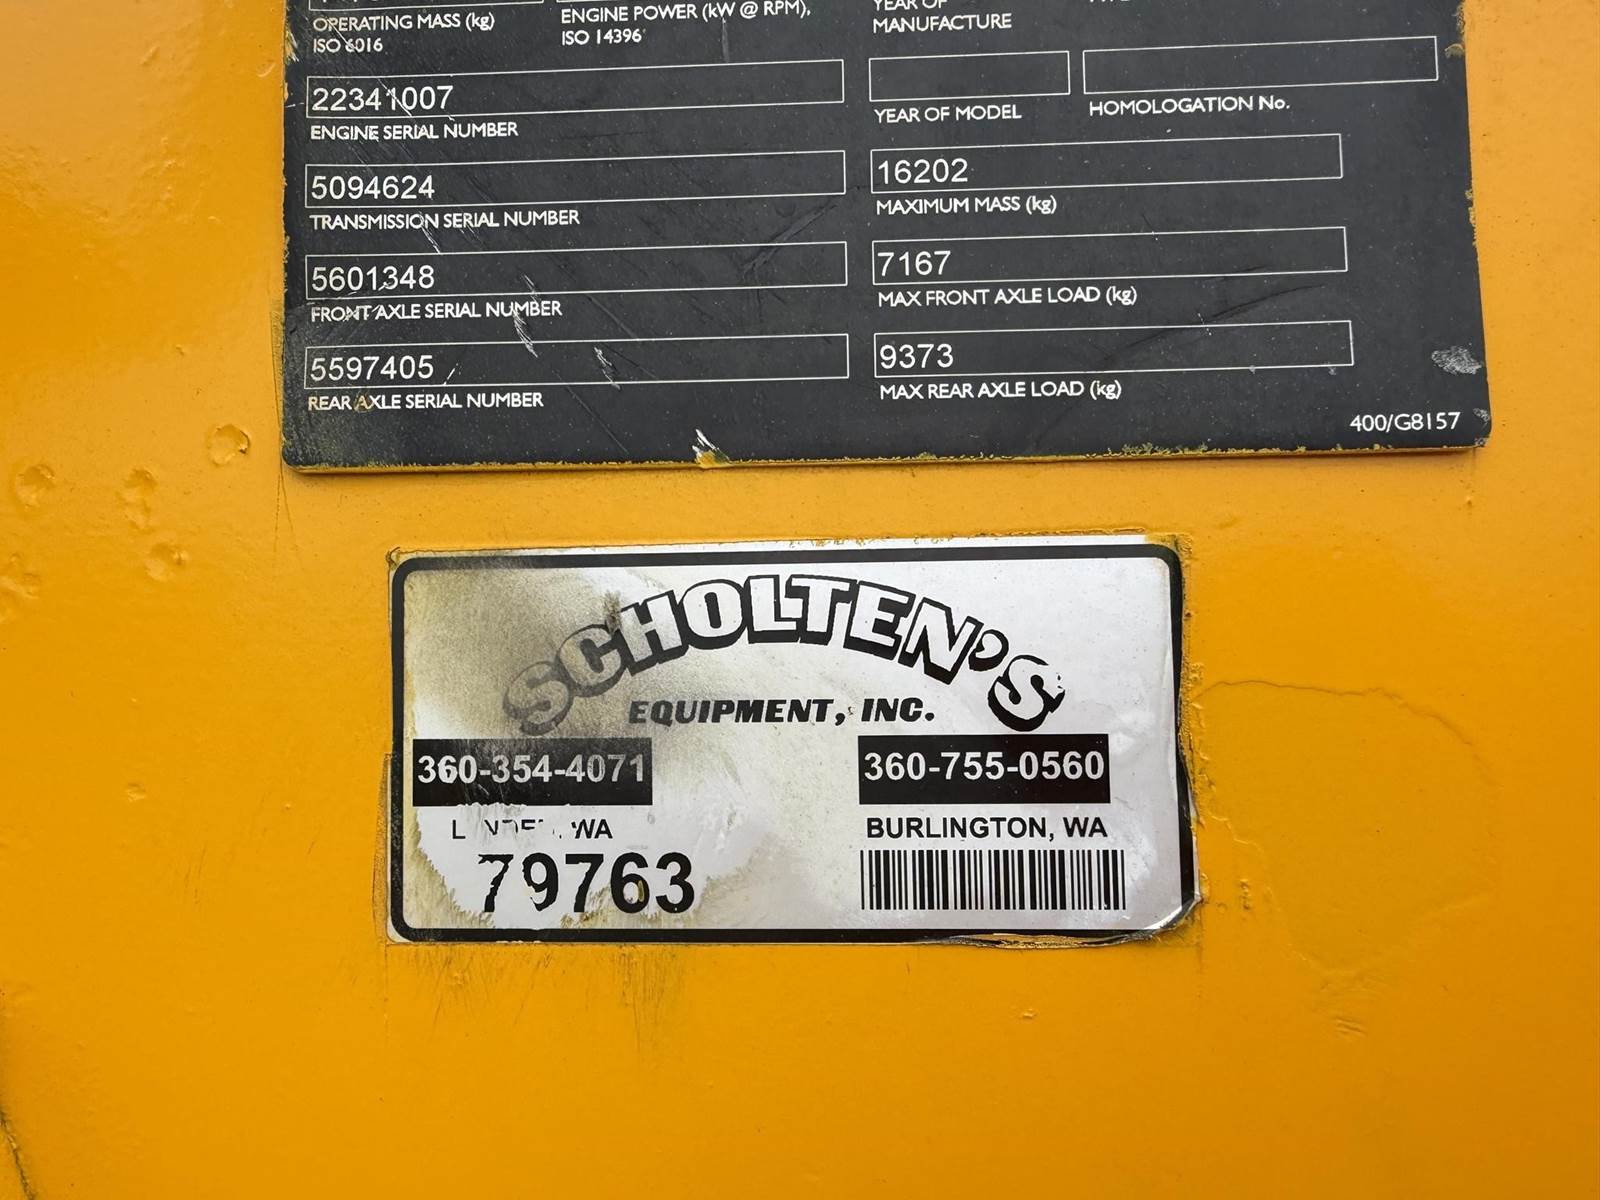 OPERATING MASS (kg)
ISO 6016
ENGINE POWER (kW @ RPM),
ISO 14396
YEAR OF
MANUFACTURE
22341007
ENGINE SERIAL NUMBER
YEAR OF MODEL
HOMOLOGATION No.
5094624
TRANSMISSION SERIAL NUMBER
16202
MAXIMUM MASS (kg)
5601348
FRONT AXLE SERIAL NUMBER
7167
MAX FRONT AXLE LOAD (kg)
5597405
REAR AXLE SERIAL NUMBER
9373
MAX REAR AXLE LOAD (kg)
400/G8157
SCHOLTEN'S
EQUIPMENT, INC.
360-354-4071
360-755-0560
WA
BURLINGTON, WA
79763